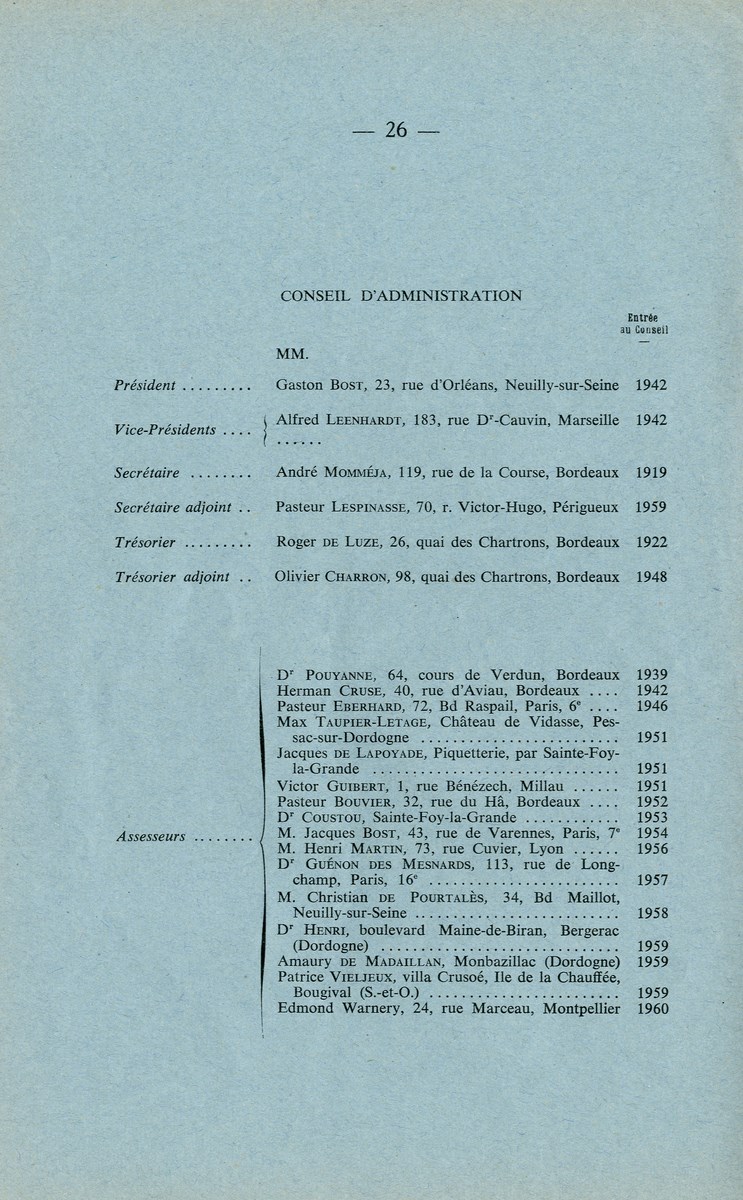 — 26 —
CONSEIL D'ADMINISTRATION
Entrée
au Conseil
MM.
Président ......... Gaston BOST, 23, rue d'Orléans, Neuilly-sur-Seine 1942
Vice-Présidents .... Alfred LEENHARDT, 183, rue Dr-Cauvin, Marseille 1942
......
Secrétaire ........ André MOMMÉJA, 119, rue de la Course, Bordeaux 1919
Secrétaire adjoint .. Pasteur LESPINASSE, 70, r. Victor-Hugo, Périgueux 1959
Trésorier ......... Roger DE LUZE, 26, quai des Chartrons, Bordeaux 1922
Trésorier adjoint .. Olivier CHARRON, 98, quai des Chartrons, Bordeaux 1948
Assesseurs ........
Dr POUYANNE, 64, cours de Verdun, Bordeaux 1939
Herman CRUSE, 40, rue d'Aviau, Bordeaux .... 1942
Pasteur EBERHARD, 72, Bd Raspail, Paris, 6e .... 1946
Max TAUPIER-LETAGE, Château de Vidasse, Pes-
sac-sur-Dordogne ......................... 1951
Jacques DE LAPOYADE, Piquetterie, par Sainte-Foy-
la-Grande ............................... 1951
Victor GUIBERT, 1, rue Bénézech, Millau ...... 1951
Pasteur BOUVIER, 32, rue du Hâ, Bordeaux .... 1952
Dr COUSTOU, Sainte-Foy-la-Grande ............ 1953
M. Jacques BOST, 43, rue de Varennes, Paris, 7e 1954
M. Henri MARTIN, 73, rue Cuvier, Lyon ...... 1956
Dr GUÉNON DES MESNARDS, 113, rue de Long-
champ, Paris, 16e ........................ 1957
M. Christian DE POURTALÈS, 34, Bd Maillot,
Neuilly-sur-Seine .......................... 1958
Dr HENRI, boulevard Maine-de-Biran, Bergerac
(Dordogne) .............................. 1959
Amaury DE MADAILLAN, Monbazillac (Dordogne) 1959
Patrice VIELJEUX, villa Crusoé, Ile de la Chauffée,
Bougival (S.-et-O.) ........................ 1959
Edmond Warnery, 24, rue Marceau, Montpellier 1960